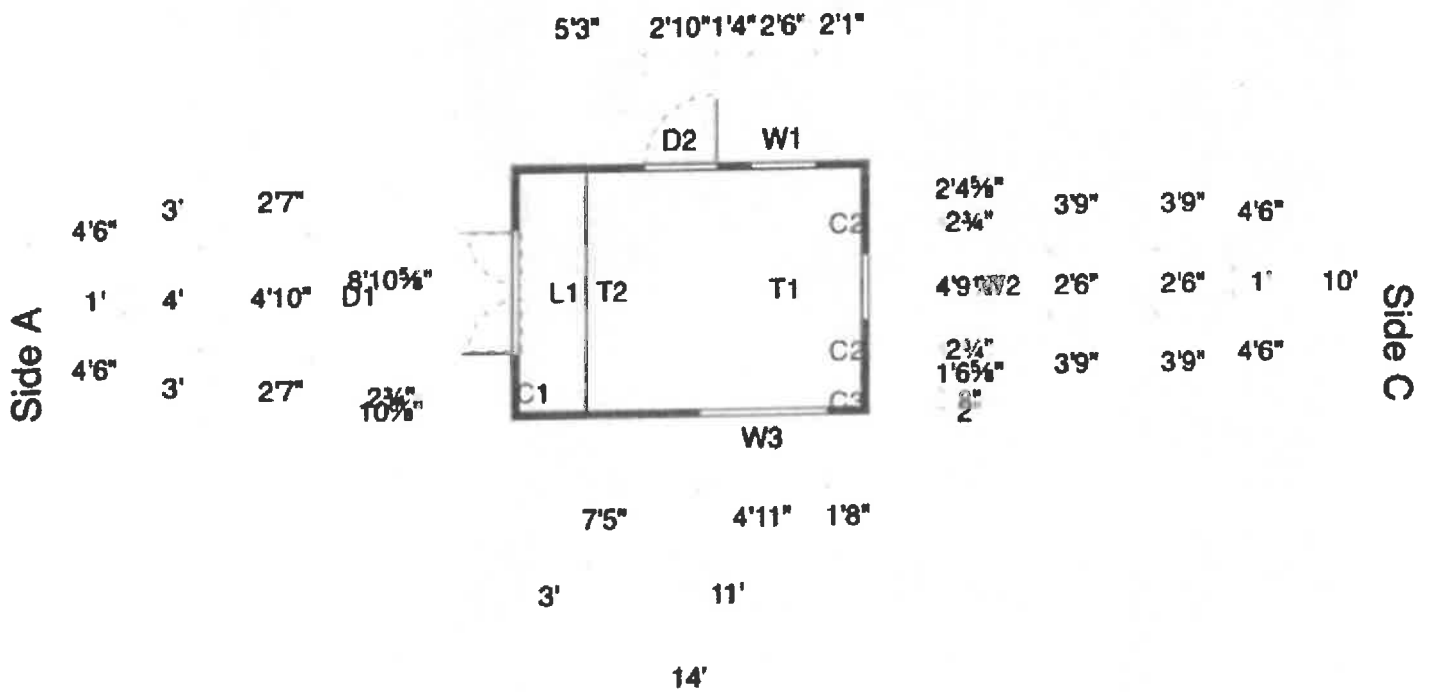 5'3" 2'10" 1'4" 2'6" 2'1"
D2 W1
4'6" 3' 2'7"
2'4⅝" 3'9" 3'9" 4'6"
C2 2¾"
1' 4' 4'10" D1 8'10⅝" L1 T2 T1 4'9" W2 2'6" 2'6" 1' 10'
Side A
Side C
4'6" 3' 2'7"
C2 2¾" 3'9" 3'9" 4'6"
1'6⅝"
2¾" C1 C3 8"
2"
W3
7'5" 4'11" 1'8"
3' 11'
14'